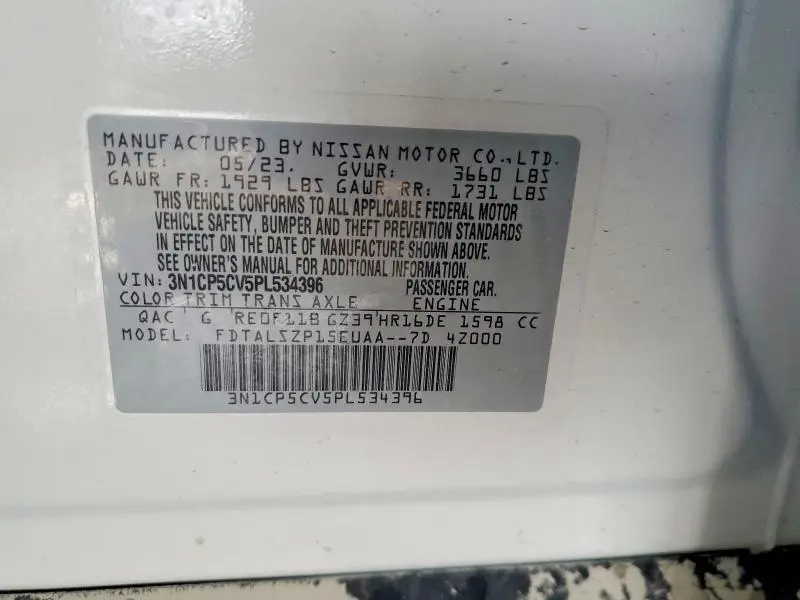 MANUFACTURED BY NISSAN MOTOR CO.,LTD.
DATE: 05/23. GVWR: 3660 LBS
GAWR FR: 1929 LBS GAWR RR: 1731 LBS
THIS VEHICLE CONFORMS TO ALL APPLICABLE FEDERAL MOTOR
VEHICLE SAFETY, BUMPER AND THEFT PREVENTION STANDARDS
IN EFFECT ON THE DATE OF MANUFACTURE SHOWN ABOVE.
SEE OWNER'S MANUAL FOR ADDITIONAL INFORMATION.
VIN: 3N1CP5CV5PL534396 PASSENGER CAR.
COLOR TRIM TRANS AXLE ENGINE
QAC G RE0F11B GZ39 HR16DE 1598 CC
MODEL: FDTALSZP15EUAA--7D 4Z000
3N1CP5CV5PL534396